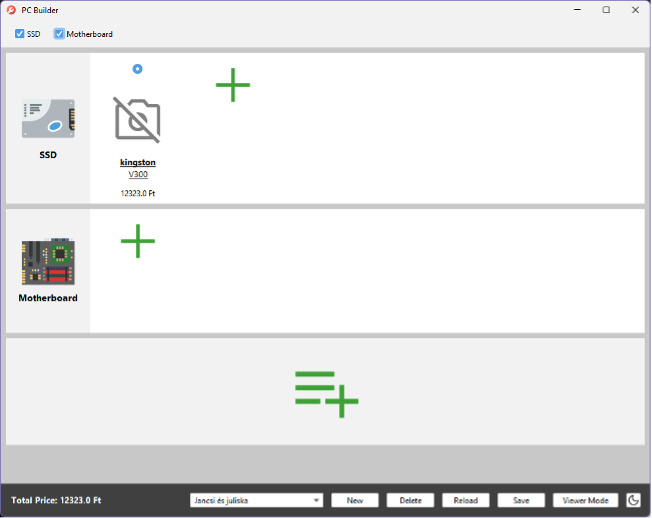 PC Builder
SSD
Motherboard
SSD
kingston
V300
12323.0 Ft
Motherboard
Total Price: 12323.0 Ft
Jancsi és juliska
New
Delete
Reload
Save
Viewer Mode